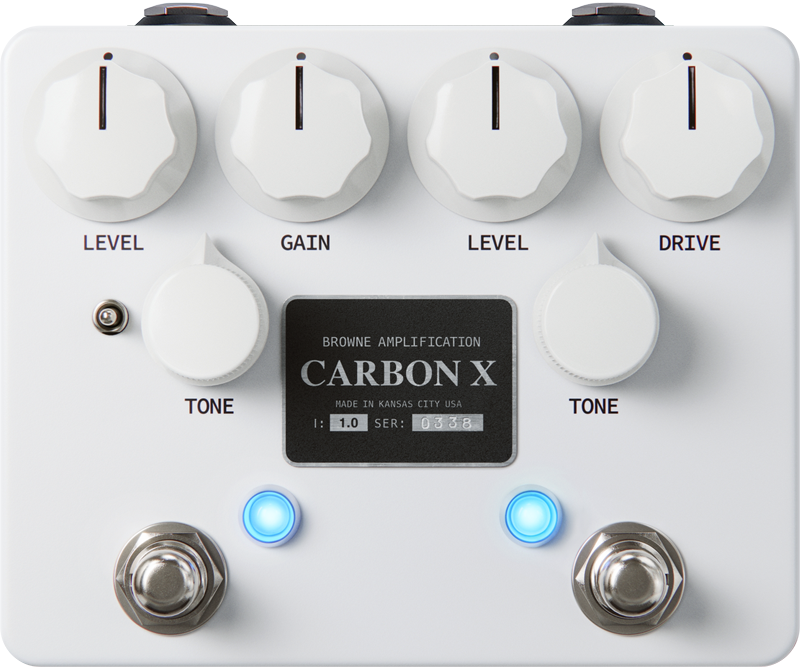 LEVEL GAIN LEVEL DRIVE
BROWNE AMPLIFICATION
CARBON X
MADE IN KANSAS CITY USA
I: 1.0 SER: 0338
TONE TONE